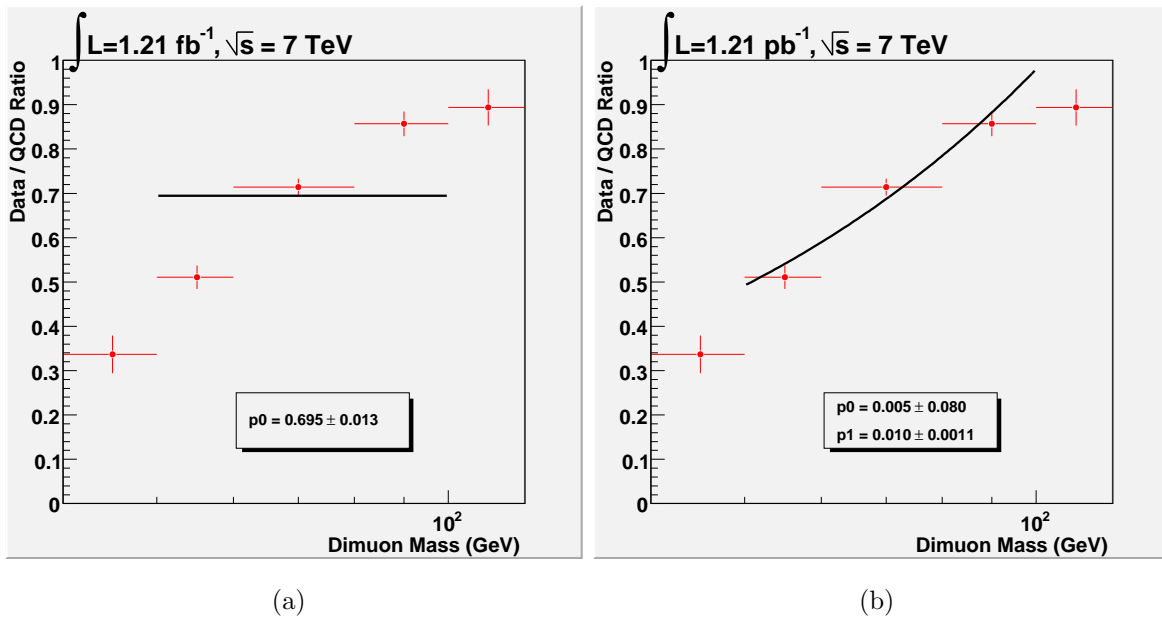 ∫L=1.21 fb⁻¹, √s = 7 TeV
Data / QCD Ratio
1
0.9
0.8
0.7
0.6
0.5
0.4
0.3
0.2
0.1
0
p0 = 0.695 ± 0.013
10²
Dimuon Mass (GeV)
(a)
∫L=1.21 pb⁻¹, √s = 7 TeV
Data / QCD Ratio
1
0.9
0.8
0.7
0.6
0.5
0.4
0.3
0.2
0.1
0
p0 = 0.005 ± 0.080
p1 = 0.010 ± 0.0011
10²
Dimuon Mass (GeV)
(b)